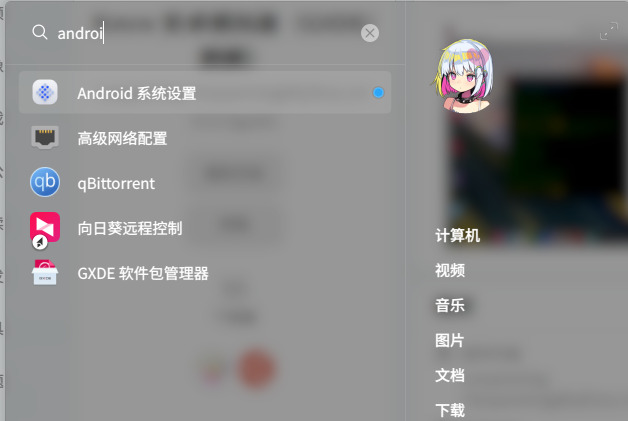 androi
Android 系统设置
高级网络配置
qBittorrent
向日葵远程控制
GXDE 软件包管理器
计算机
视频
音乐
图片
文档
下载